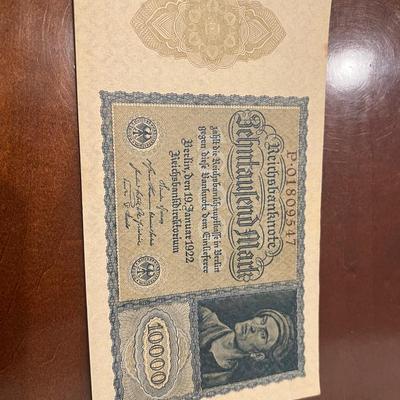 P·01809547
Reichsbanknote
Zehntausend Mark
zahlt die Reichsbankhauptkasse in Berlin
gegen diese Banknote dem Einlieferer
Berlin, den 19. Januar 1922
Reichsbankdirektorium
10000